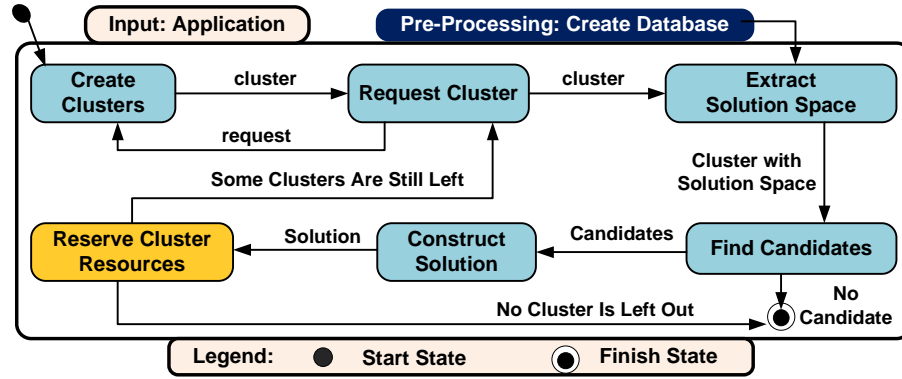 Input: Application
Pre-Processing: Create Database
Create
Clusters
cluster
Request Cluster
cluster
Extract
Solution Space
request
Cluster with
Solution Space
Some Clusters Are Still Left
Reserve Cluster
Resources
Solution
Construct
Solution
Candidates
Find Candidates
No Cluster Is Left Out
No
Candidate
Legend: Start State Finish State